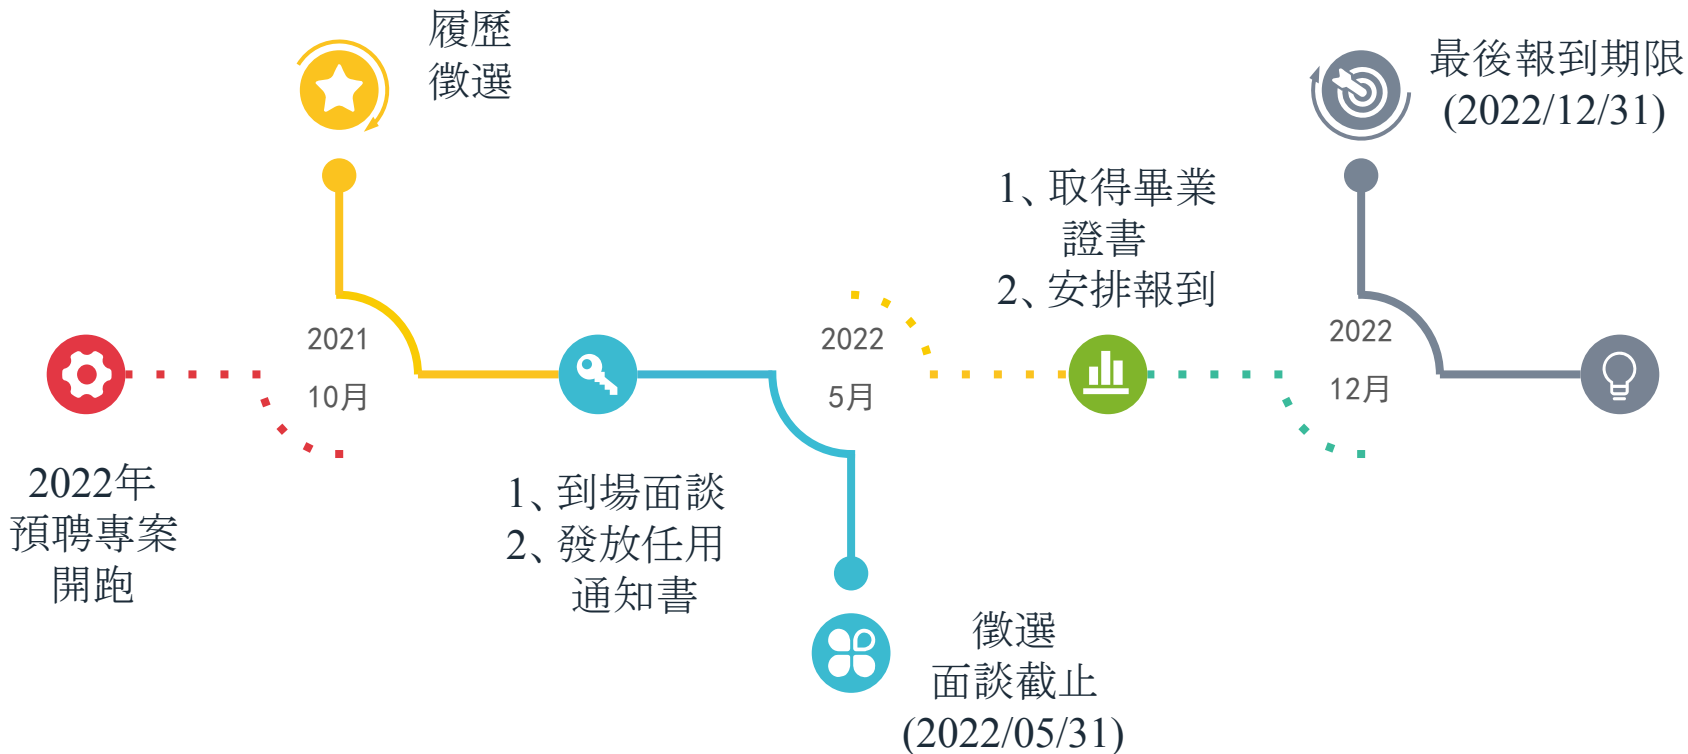 2022年
預聘專案
開跑
履歷
徵選
2021
10月
1、到場面談
2、發放任用
通知書
2022
5月
徵選
面談截止
(2022/05/31)
1、取得畢業
證書
2、安排報到
2022
12月
最後報到期限
(2022/12/31)